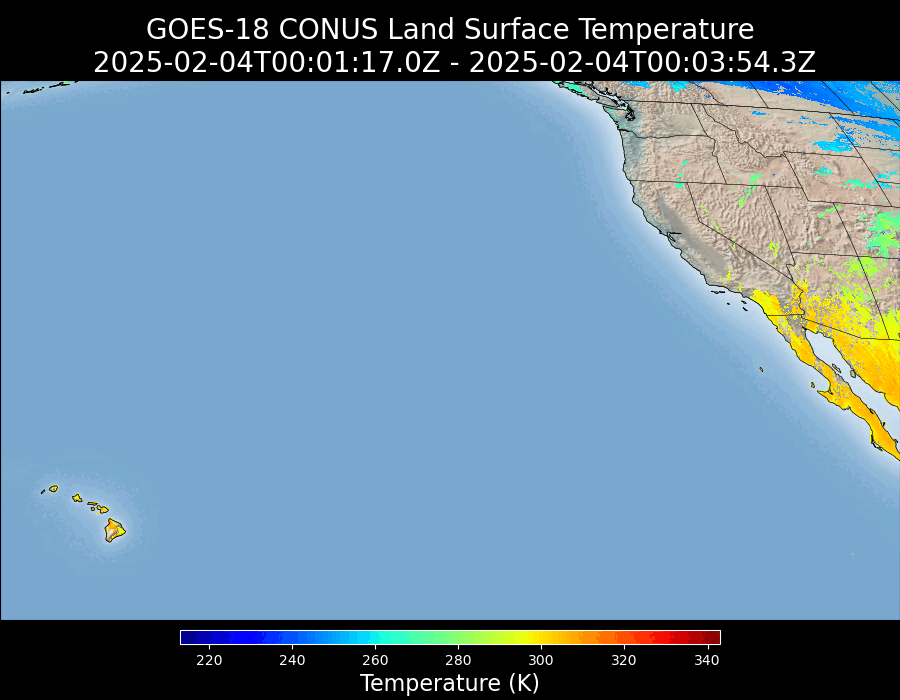 GOES-18 CONUS Land Surface Temperature
2025-02-04T00:01:17.0Z - 2025-02-04T00:03:54.3Z
220 240 260 280 300 320 340
Temperature (K)